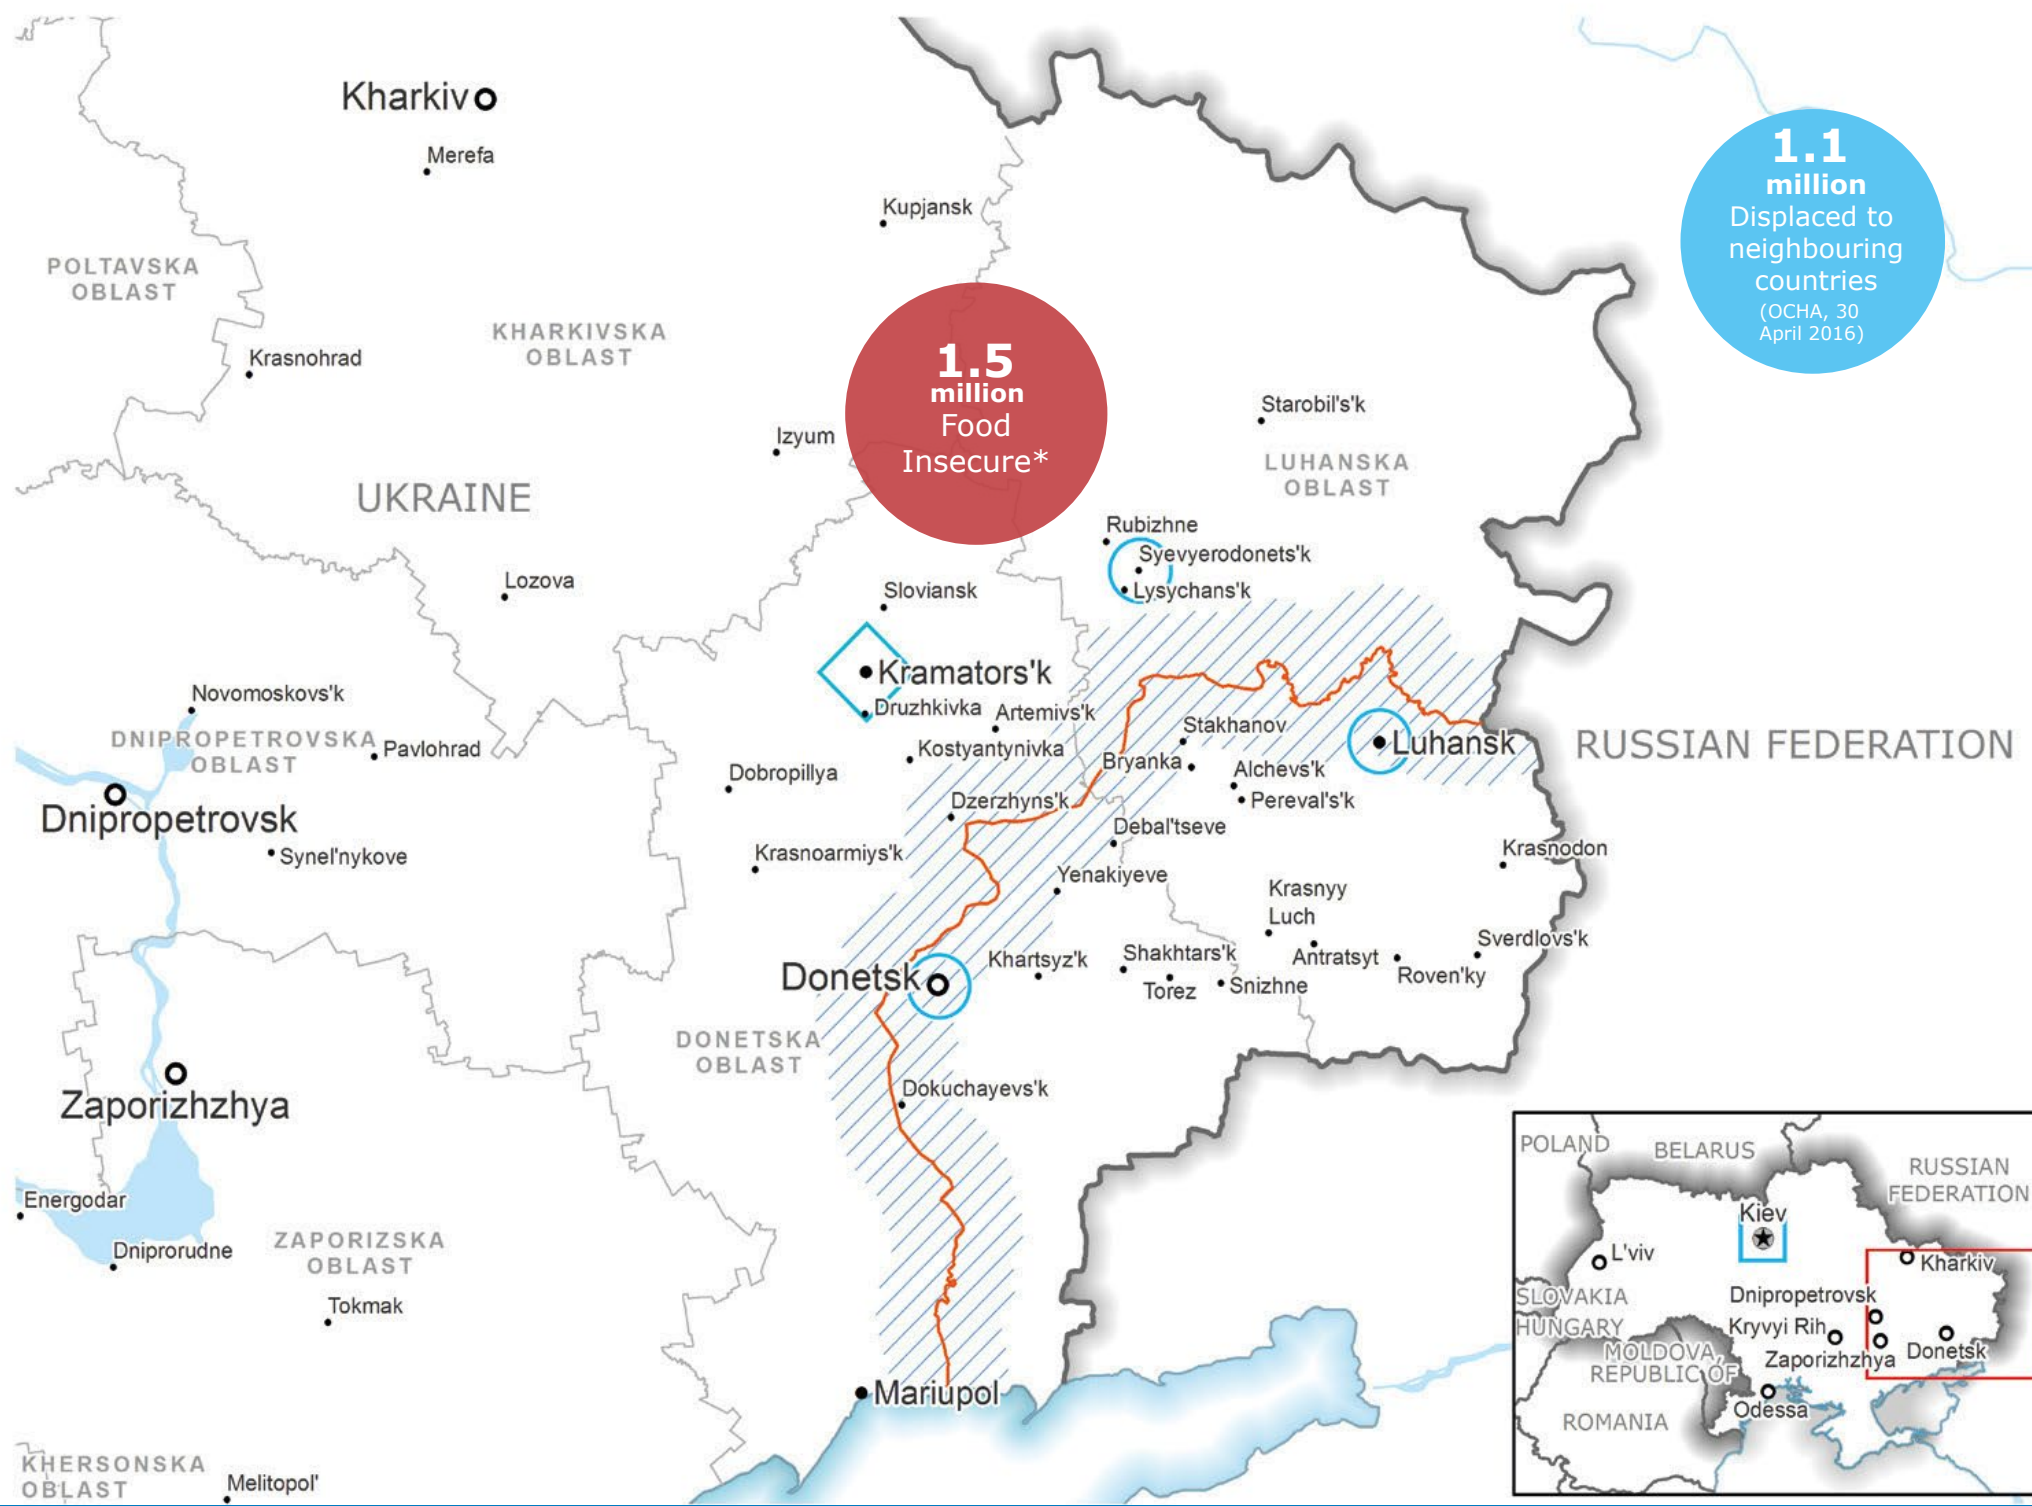 Kharkiv
Merefa
Kupjansk
POLTAVSKA
OBLAST
KHARKIVSKA
OBLAST
Krasnohrad
Izyum
UKRAINE
Lozova
1.5
million
Food
Insecure*
1.1
million
Displaced to
neighbouring
countries
(OCHA, 30
April 2016)
Starobil's'k
LUHANSKA
OBLAST
Rubizhne
Syevyerodonets'k
Lysychans'k
Sloviansk
Kramators'k
Druzhkivka
Artemivs'k
Kostyantynivka
Novomoskovs'k
DNIPROPETROVSKA
OBLAST
Pavlohrad
Dnipropetrovsk
Synel'nykove
Dobropillya
Dzerzhyns'k
Krasnoarmiys'k
Stakhanov
Bryanka
Alchevs'k
Pereval's'k
Luhansk
RUSSIAN FEDERATION
Debal'tseve
Yenakiyeve
Krasnodon
Krasnyy
Luch
Antratsyt
Roven'ky
Sverdlovs'k
Donetsk
Khartsyz'k
Shakhtars'k
Torez
Snizhne
DONETSKA
OBLAST
Dokuchayevs'k
Zaporizhzhya
Energodar
Dniprorudne
ZAPORIZSKA
OBLAST
Tokmak
Mariupol
KHERSONSKA
OBLAST
Melitopol'
POLAND
BELARUS
RUSSIAN
FEDERATION
Kiev
L'viv
Kharkiv
SLOVAKIA
HUNGARY
Dnipropetrovsk
Kryvyi Rih
Zaporizhzhya
Donetsk
MOLDOVA,
REPUBLIC OF
Odessa
ROMANIA